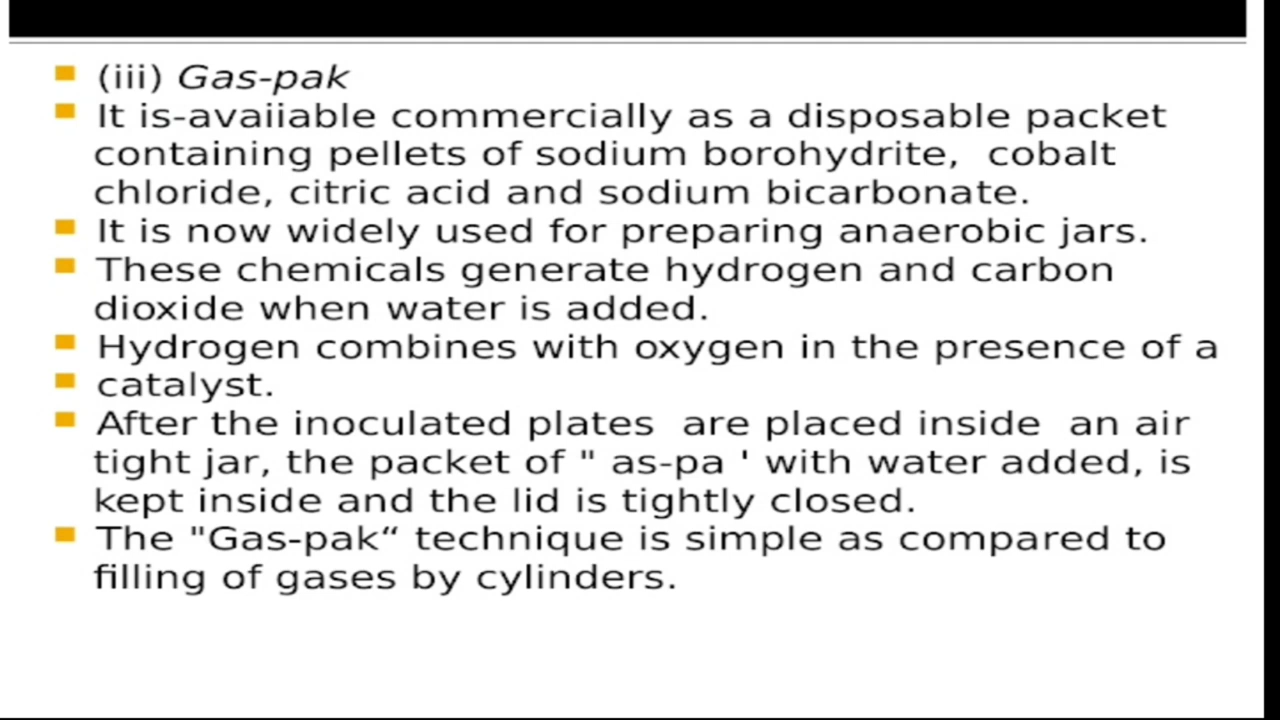 (iii) Gas-pak
It is-avaiiable commercially as a disposable packet
containing pellets of sodium borohydrite,  cobalt
chloride, citric acid and sodium bicarbonate.
It is now widely used for preparing anaerobic jars.
These chemicals generate hydrogen and carbon
dioxide when water is added.
Hydrogen combines with oxygen in the presence of a
catalyst.
After the inoculated plates  are placed inside  an air
tight jar, the packet of " as-pa ' with water added, is
kept inside and the lid is tightly closed.
The "Gas-pak“ technique is simple as compared to
filling of gases by cylinders.